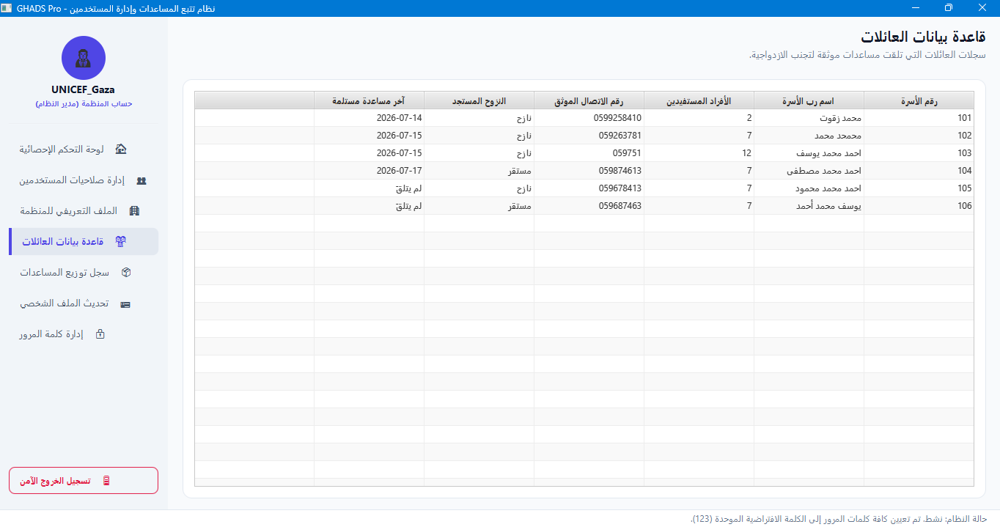 GHADS Pro - نظام تتبع المساعدات وإدارة المستخدمين
قاعدة بيانات العائلات
سجلات العائلات التي تلقت مساعدات موثقة لتجنب الازدواجية.
UNICEF_Gaza
حساب المنظمة (مدير النظام)
لوحة التحكم الإحصائية
إدارة صلاحيات المستخدمين
الملف التعريفي للمنظمة
قاعدة بيانات العائلات
سجل توزيع المساعدات
تحديث الملف الشخصي
إدارة كلمة المرور
تسجيل الخروج الآمن
رقم الأسرة اسم رب الأسرة الأفراد المستفيدين رقم الاتصال الموثق النزوح المستجد آخر مساعدة مستلمة
101 محمد زقوت 2 0599258410 نازح 2026-07-14
102 محمحد محمد 7 059263781 نازح 2026-07-15
103 احمد محمد يوسف 12 059751 نازح 2026-07-15
104 احمد محمد مصطفى 7 059874613 مستقر 2026-07-17
105 احمد محمد محمود 7 059678413 نازح لم يتلقَ
106 يوسف محمد أحمد 7 059687463 مستقر لم يتلقَ
حالة النظام: نشط. تم تعيين كافة كلمات المرور إلى الكلمة الافتراضية الموحدة (123).